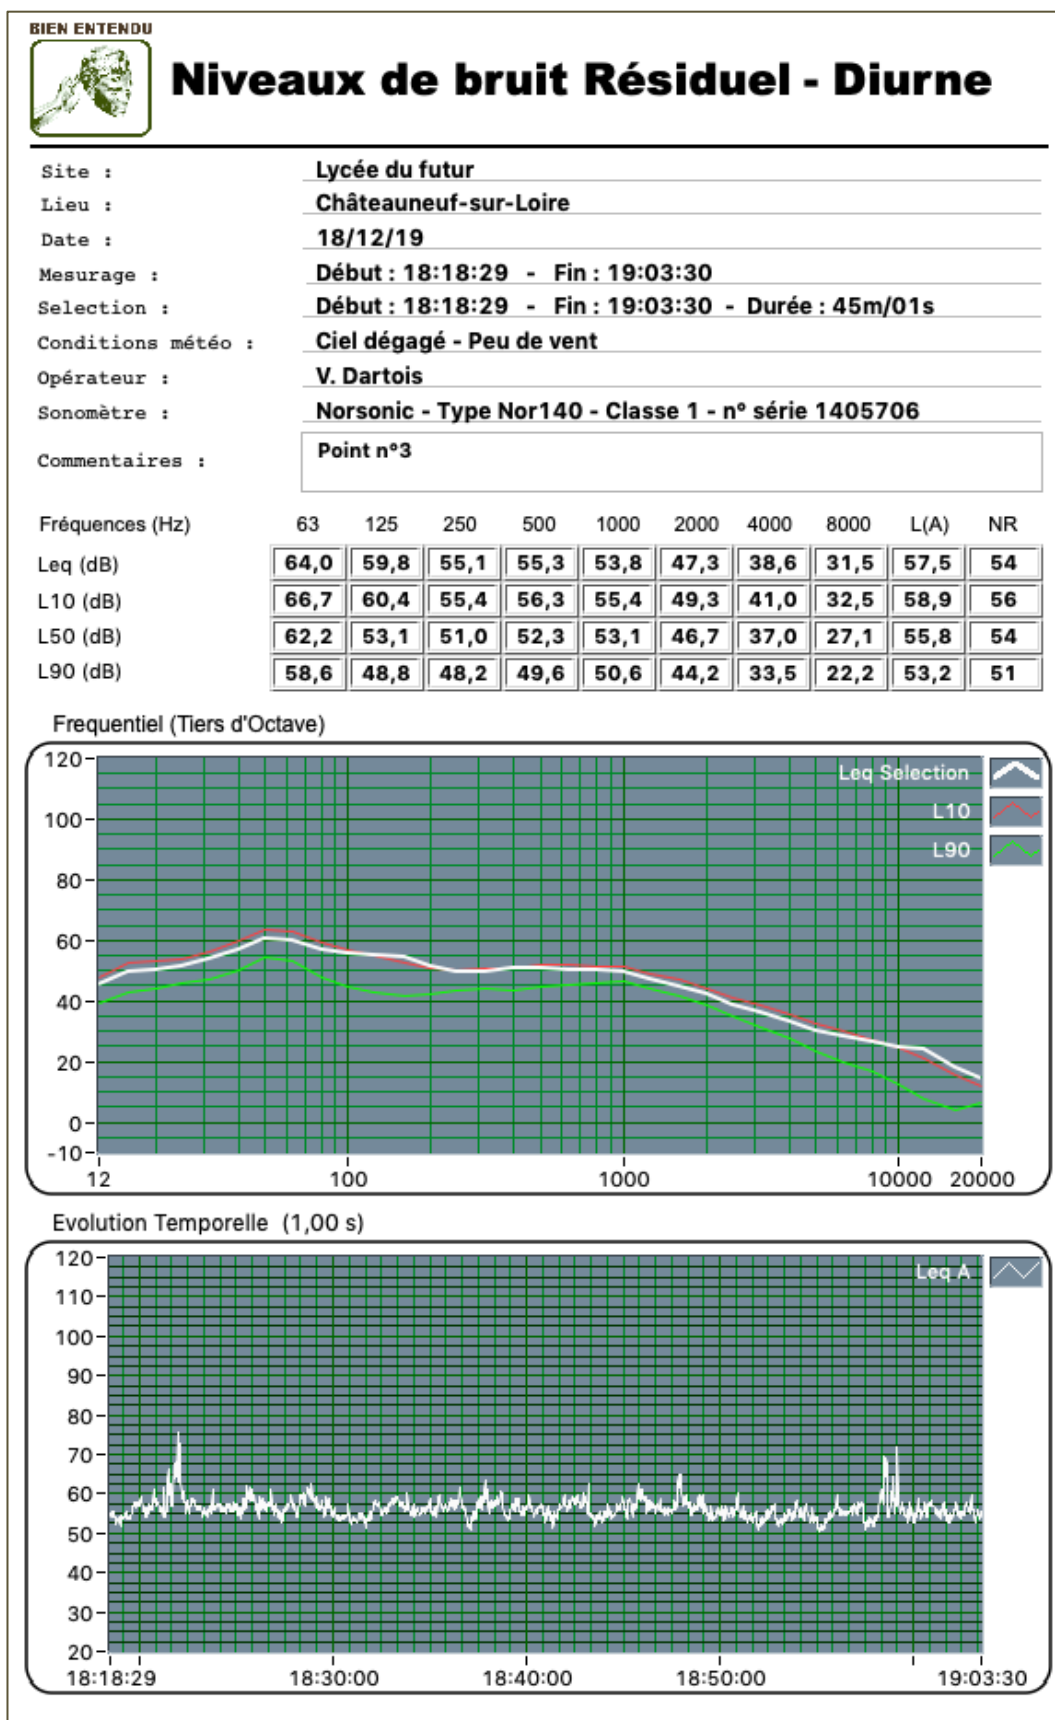 BIEN ENTENDU
Niveaux de bruit Résiduel - Diurne
Site : Lycée du futur
Lieu : Châteauneuf-sur-Loire
Date : 18/12/19
Mesurage : Début : 18:18:29 - Fin : 19:03:30
Selection : Début : 18:18:29 - Fin : 19:03:30 - Durée : 45m/01s
Conditions météo : Ciel dégagé - Peu de vent
Opérateur : V. Dartois
Sonomètre : Norsonic - Type Nor140 - Classe 1 - n° série 1405706
Commentaires : Point n°3
Fréquences (Hz) 63 125 250 500 1000 2000 4000 8000 L(A) NR
Leq (dB) 64,0 59,8 55,1 55,3 53,8 47,3 38,6 31,5 57,5 54
L10 (dB) 66,7 60,4 55,4 56,3 55,4 49,3 41,0 32,5 58,9 56
L50 (dB) 62,2 53,1 51,0 52,3 53,1 46,7 37,0 27,1 55,8 54
L90 (dB) 58,6 48,8 48,2 49,6 50,6 44,2 33,5 22,2 53,2 51
Frequentiel (Tiers d'Octave)
120
Leq Selection
L10
100
L90
80
60
40
20
0
-10
12 100 1000 10000 20000
Evolution Temporelle (1,00 s)
120
Leq A
110
100
90
80
70
60
50
40
30
20
18:18:29 18:30:00 18:40:00 18:50:00 19:03:30